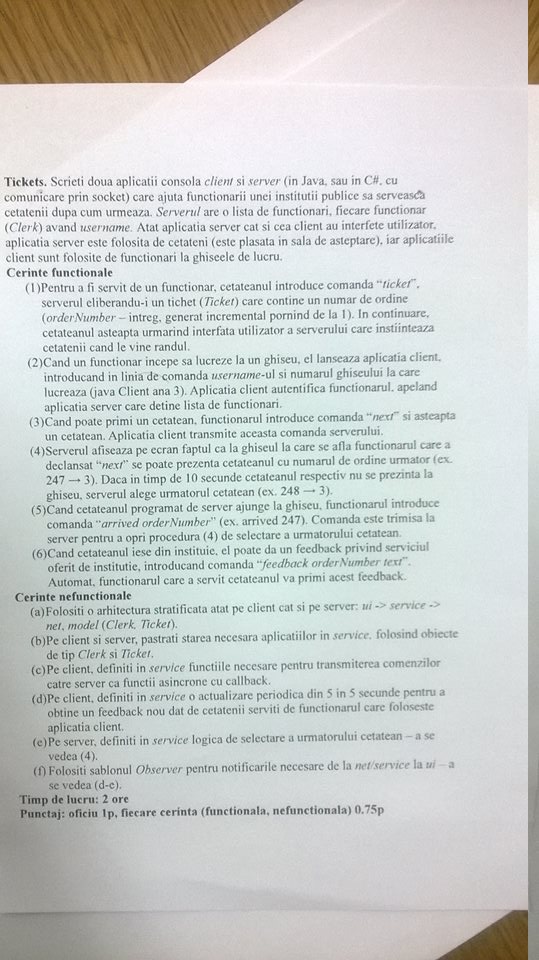 Tickets. Scrieti doua aplicatii consola client si server (in Java, sau in C#, cu
comunicare prin socket) care ajuta functionarii unei institutii publice sa serveasca
cetatenii dupa cum urmeaza. Serverul are o lista de functionari, fiecare functionar
(Clerk) avand username. Atat aplicatia server cat si cea client au interfete utilizator,
aplicatia server este folosita de cetateni (este plasata in sala de asteptare), iar aplicatiile
client sunt folosite de functionari la ghiseele de lucru.
Cerinte functionale
(1)Pentru a fi servit de un functionar, cetateanul introduce comanda "ticket",
serverul eliberandu-i un tichet (Ticket) care contine un numar de ordine
(orderNumber – intreg, generat incremental pornind de la 1). In continuare,
cetateanul asteapta urmarind interfata utilizator a serverului care instiinteaza
cetatenii cand le vine randul.
(2)Cand un functionar incepe sa lucreze la un ghiseu, el lanseaza aplicatia client,
introducand in linia de comanda username-ul si numarul ghiseului la care
lucreaza (java Client ana 3). Aplicatia client autentifica functionarul, apeland
aplicatia server care detine lista de functionari.
(3)Cand poate primi un cetatean, functionarul introduce comanda "next" si asteapta
un cetatean. Aplicatia client transmite aceasta comanda serverului.
(4)Serverul afiseaza pe ecran faptul ca la ghiseul la care se afla functionarul care a
declansat "next" se poate prezenta cetateanul cu numarul de ordine urmator (ex.
247 → 3). Daca in timp de 10 secunde cetateanul respectiv nu se prezinta la
ghiseu, serverul alege urmatorul cetatean (ex. 248 → 3).
(5)Cand cetateanul programat de server ajunge la ghiseu, functionarul introduce
comanda "arrived orderNumber" (ex. arrived 247). Comanda este trimisa la
server pentru a opri procedura (4) de selectare a urmatorului cetatean.
(6)Cand cetateanul iese din instituie, el poate da un feedback privind serviciul
oferit de institutie, introducand comanda "feedback orderNumber text".
Automat, functionarul care a servit cetateanul va primi acest feedback.
Cerinte nefunctionale
(a)Folositi o arhitectura stratificata atat pe client cat si pe server: ui -> service ->
net, model (Clerk, Ticket).
(b)Pe client si server, pastrati starea necesara aplicatiilor in service, folosind obiecte
de tip Clerk si Ticket.
(c)Pe client, definiti in service functiile necesare pentru transmiterea comenzilor
catre server ca functii asincrone cu callback.
(d)Pe client, definiti in service o actualizare periodica din 5 in 5 secunde pentru a
obtine un feedback nou dat de cetatenii serviti de functionarul care foloseste
aplicatia client.
(e)Pe server, definiti in service logica de selectare a urmatorului cetatean – a se
vedea (4).
(f) Folositi sablonul Observer pentru notificarile necesare de la net/service la ui – a
se vedea (d-e).
Timp de lucru: 2 ore
Punctaj: oficiu 1p, fiecare cerinta (functionala, nefunctionala) 0.75p